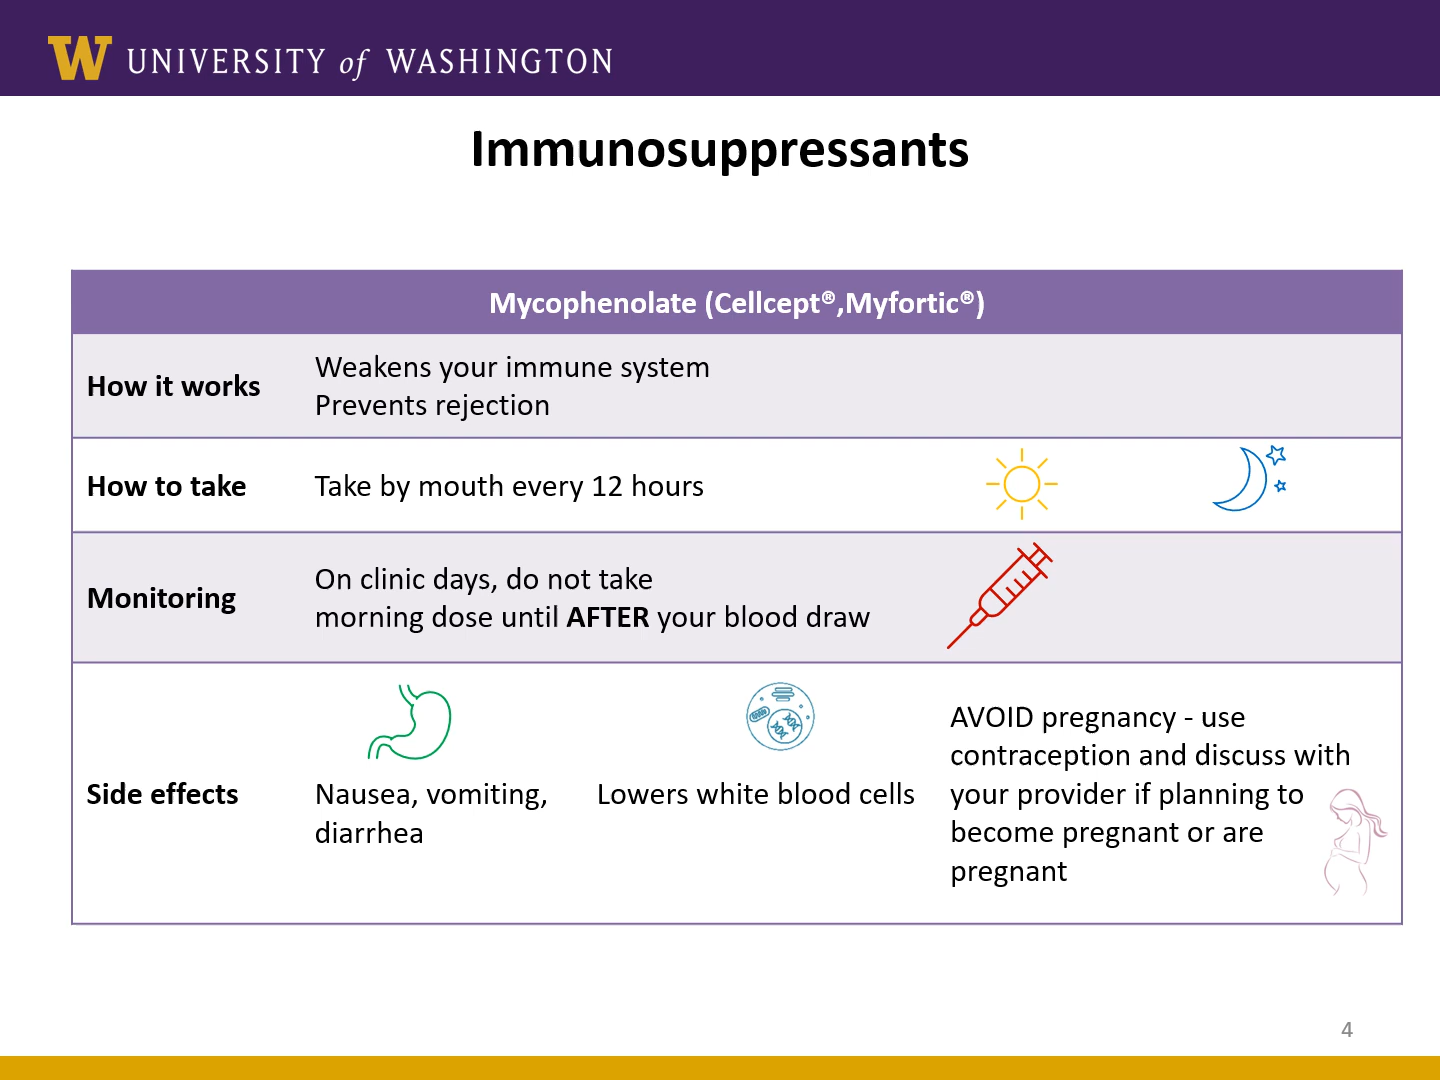 W UNIVERSITY of WASHINGTON
Immunosuppressants
Mycophenolate (Cellcept®,Myfortic®)
How it works
Weakens your immune system
Prevents rejection
How to take
Take by mouth every 12 hours
Monitoring
On clinic days, do not take
morning dose until AFTER your blood draw
Side effects
Nausea, vomiting,
diarrhea
Lowers white blood cells
AVOID pregnancy - use
contraception and discuss with
your provider if planning to
become pregnant or are
pregnant
4